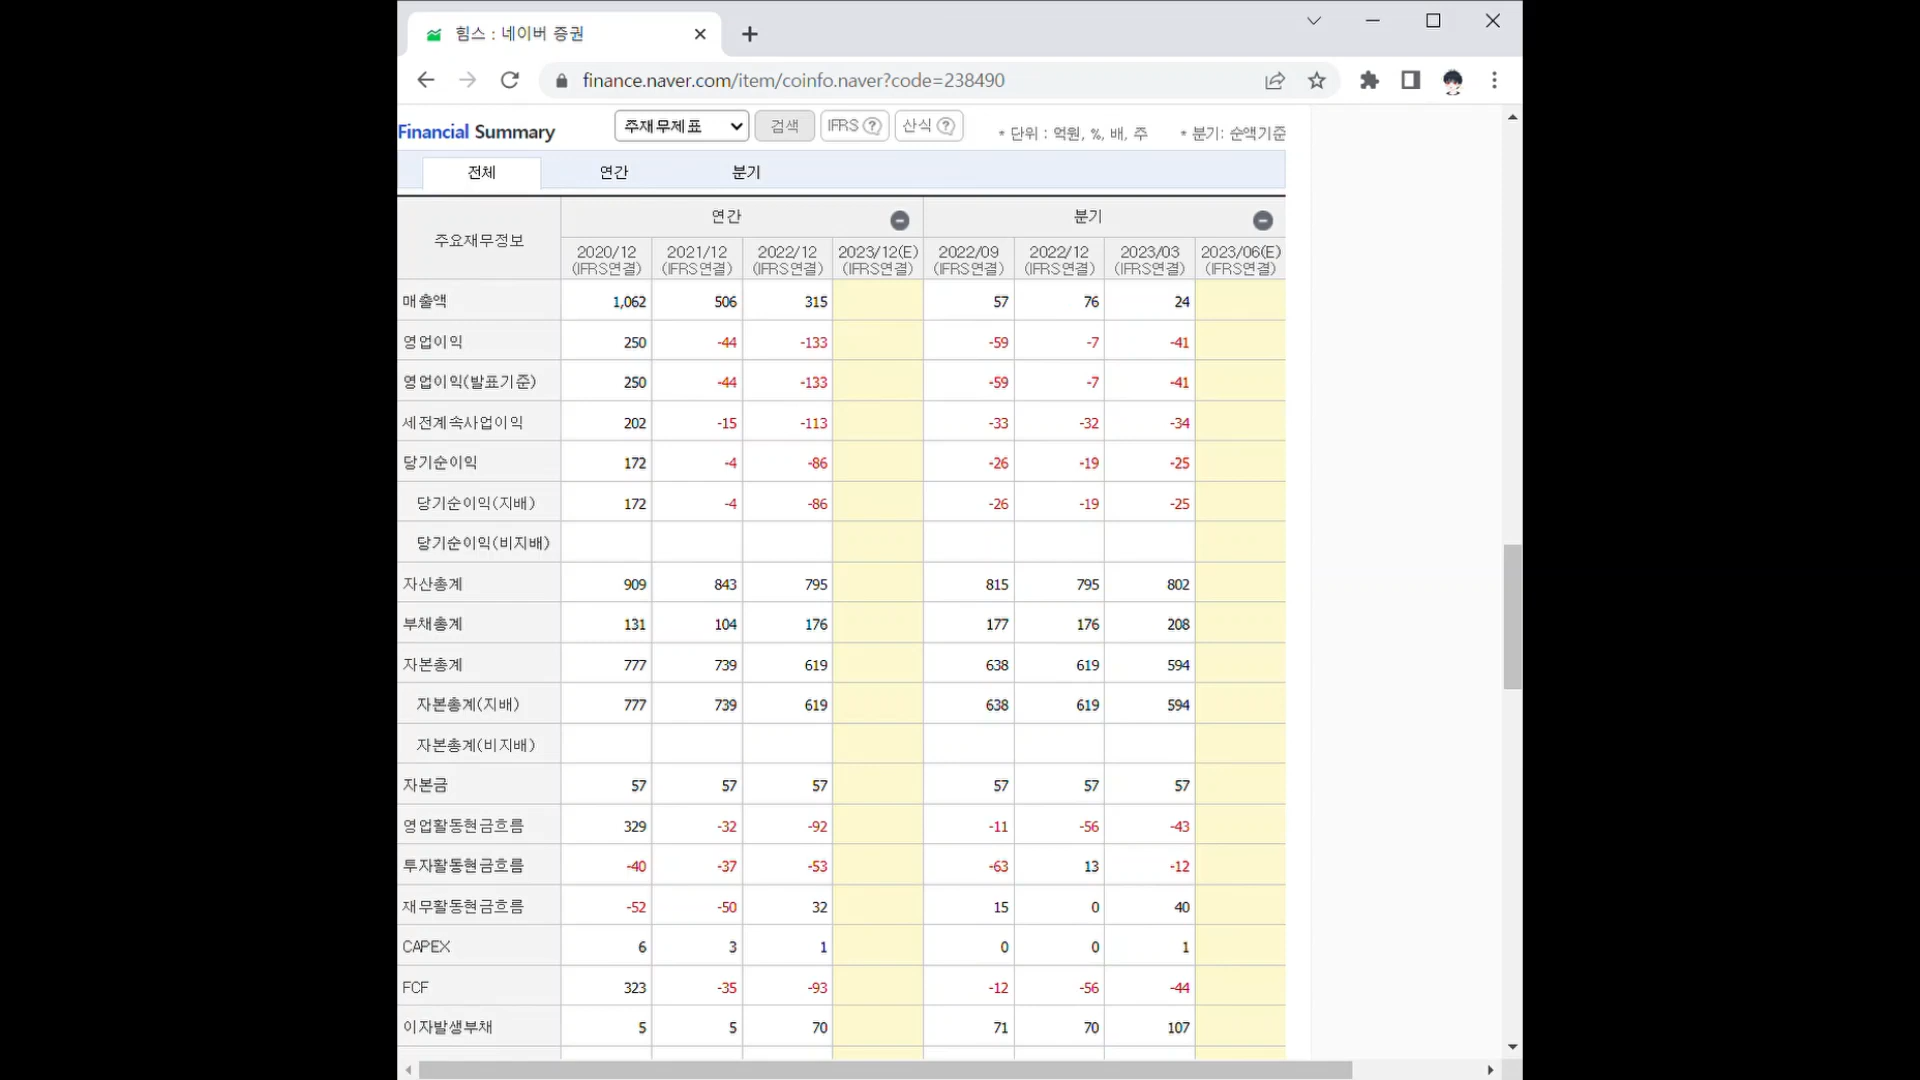 힘스 : 네이버 증권
finance.naver.com/item/coinfo.naver?code=238490
Financial Summary 주재무제표 검색 IFRS ? 산식 ? * 단위 : 억원, %, 배, 주 * 분기: 순액기준
전체 연간 분기
주요재무정보 연간 분기
2020/12 2021/12 2022/12 2023/12(E) 2022/09 2022/12 2023/03 2023/06(E)
(IFRS연결) (IFRS연결) (IFRS연결) (IFRS연결) (IFRS연결) (IFRS연결) (IFRS연결) (IFRS연결)
매출액 1,062 506 315 57 76 24
영업이익 250 -44 -133 -59 -7 -41
영업이익(발표기준) 250 -44 -133 -59 -7 -41
세전계속사업이익 202 -15 -113 -33 -32 -34
당기순이익 172 -4 -86 -26 -19 -25
당기순이익(지배) 172 -4 -86 -26 -19 -25
당기순이익(비지배)
자산총계 909 843 795 815 795 802
부채총계 131 104 176 177 176 208
자본총계 777 739 619 638 619 594
자본총계(지배) 777 739 619 638 619 594
자본총계(비지배)
자본금 57 57 57 57 57 57
영업활동현금흐름 329 -32 -92 -11 -56 -43
투자활동현금흐름 -40 -37 -53 -63 13 -12
재무활동현금흐름 -52 -50 32 15 0 40
CAPEX 6 3 1 0 0 1
FCF 323 -35 -93 -12 -56 -44
이자발생부채 5 5 70 71 70 107